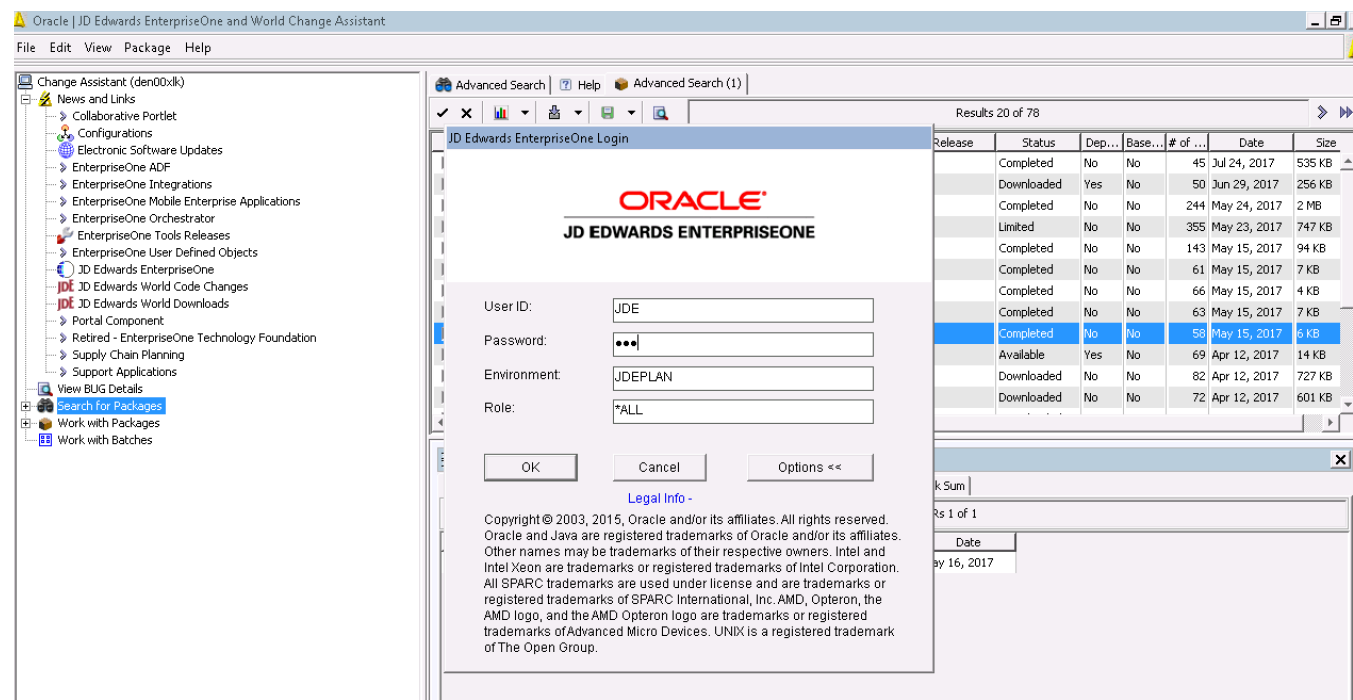 Oracle | JD Edwards EnterpriseOne and World Change Assistant
File Edit View Package Help
Change Assistant (den00xlk)
News and Links
Collaborative Portlet
Configurations
Electronic Software Updates
EnterpriseOne ADF
EnterpriseOne Integrations
EnterpriseOne Mobile Enterprise Applications
EnterpriseOne Orchestrator
EnterpriseOne Tools Releases
EnterpriseOne User Defined Objects
JD Edwards EnterpriseOne
JDE JD Edwards World Code Changes
JDE JD Edwards World Downloads
Portal Component
Retired - EnterpriseOne Technology Foundation
Supply Chain Planning
Support Applications
View BUG Details
Search for Packages
Work with Packages
Work with Batches
Advanced Search Help Advanced Search (1)
Results 20 of 78
Release Status Dep... Base... # of ... Date Size
Completed No No 45 Jul 24, 2017 535 KB
Downloaded Yes No 50 Jun 29, 2017 256 KB
Completed No No 244 May 24, 2017 2 MB
Limited No No 355 May 23, 2017 747 KB
Completed No No 143 May 15, 2017 94 KB
Completed No No 61 May 15, 2017 7 KB
Completed No No 66 May 15, 2017 4 KB
Completed No No 63 May 15, 2017 7 KB
Completed No No 58 May 15, 2017 6 KB
Available Yes No 69 Apr 12, 2017 14 KB
Downloaded No No 82 Apr 12, 2017 727 KB
Downloaded No No 72 Apr 12, 2017 601 KB
k Sum
Rs 1 of 1
Date
ay 16, 2017
JD Edwards EnterpriseOne Login
ORACLE
JD EDWARDS ENTERPRISEONE
User ID: JDE
Password: •••
Environment: JDEPLAN
Role: *ALL
OK Cancel Options <<
Legal Info -
Copyright © 2003, 2015, Oracle and/or its affiliates. All rights reserved.
Oracle and Java are registered trademarks of Oracle and/or its affiliates.
Other names may be trademarks of their respective owners. Intel and
Intel Xeon are trademarks or registered trademarks of Intel Corporation.
All SPARC trademarks are used under license and are trademarks or
registered trademarks of SPARC International, Inc. AMD, Opteron, the
AMD logo, and the AMD Opteron logo are trademarks or registered
trademarks of Advanced Micro Devices. UNIX is a registered trademark
of The Open Group.